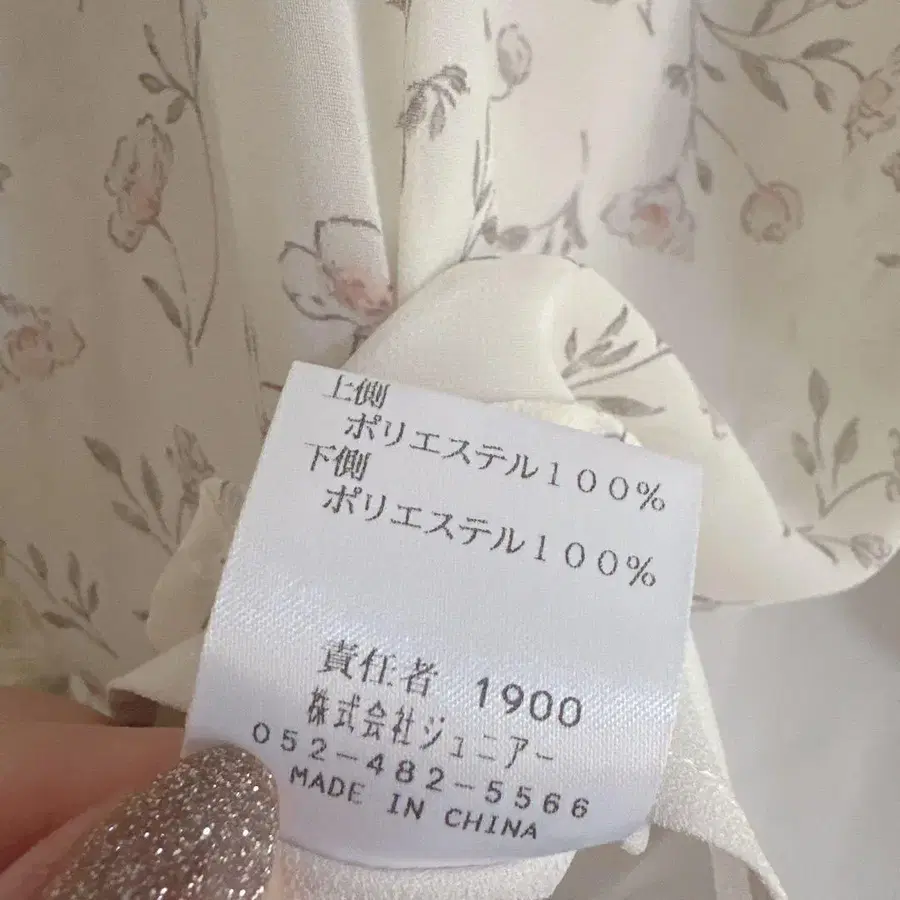 上側
ポリエステル100%
下側
ポリエステル100%
責任者 1900
株式会社ジュニアー
052-482-5566
MADE IN CHINA